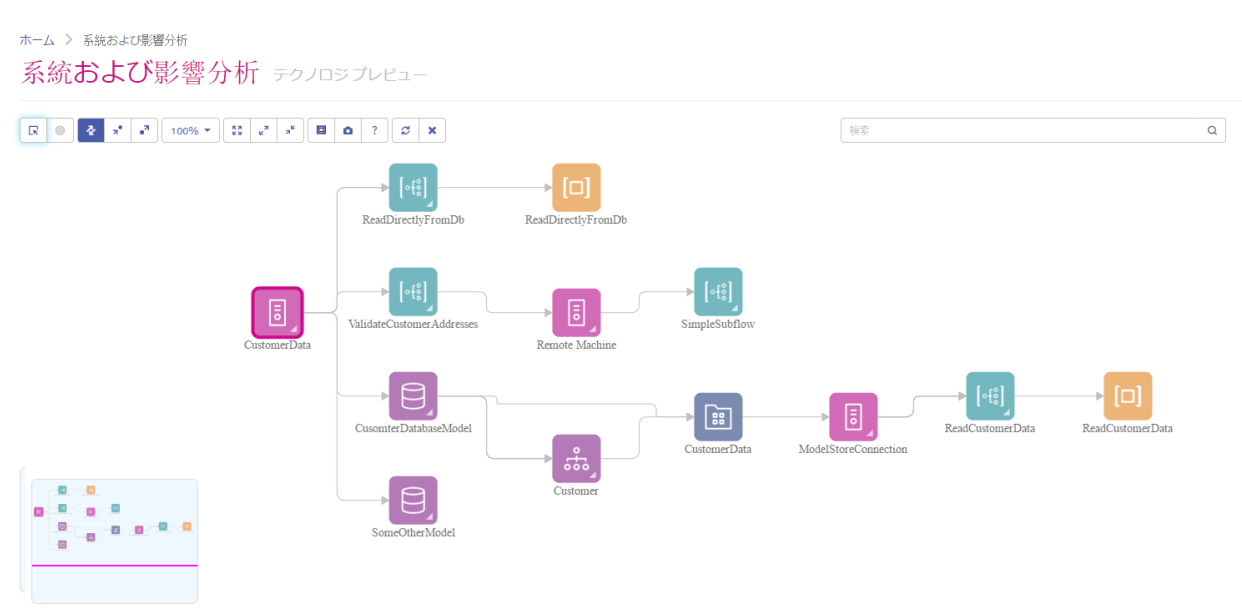 ホーム > 系統および影響分析
系統および影響分析 テクノロジ プレビュー
100%
?
検索
ReadDirectlyFromDb
ReadDirectlyFromDb
CustomerData
ValidateCustomerAddresses
Remote Machine
SimpleSubflow
CusomterDatabaseModel
Customer
CustomerData
ModelStoreConnection
ReadCustomerData
ReadCustomerData
SomeOtherModel